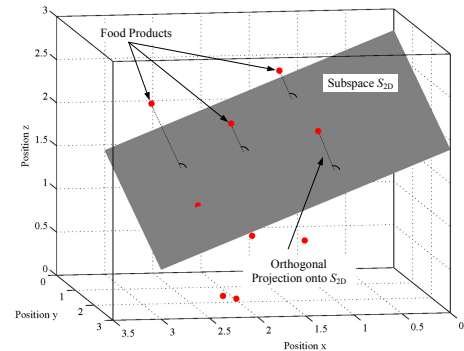 3
2.5
2
1.5
1
0.5
0
Position z
Food Products
Subspace S2D
Orthogonal
Projection onto S2D
0
1
2
3
Position y
3.5
3
2.5
2
1.5
1
0.5
0
Position x